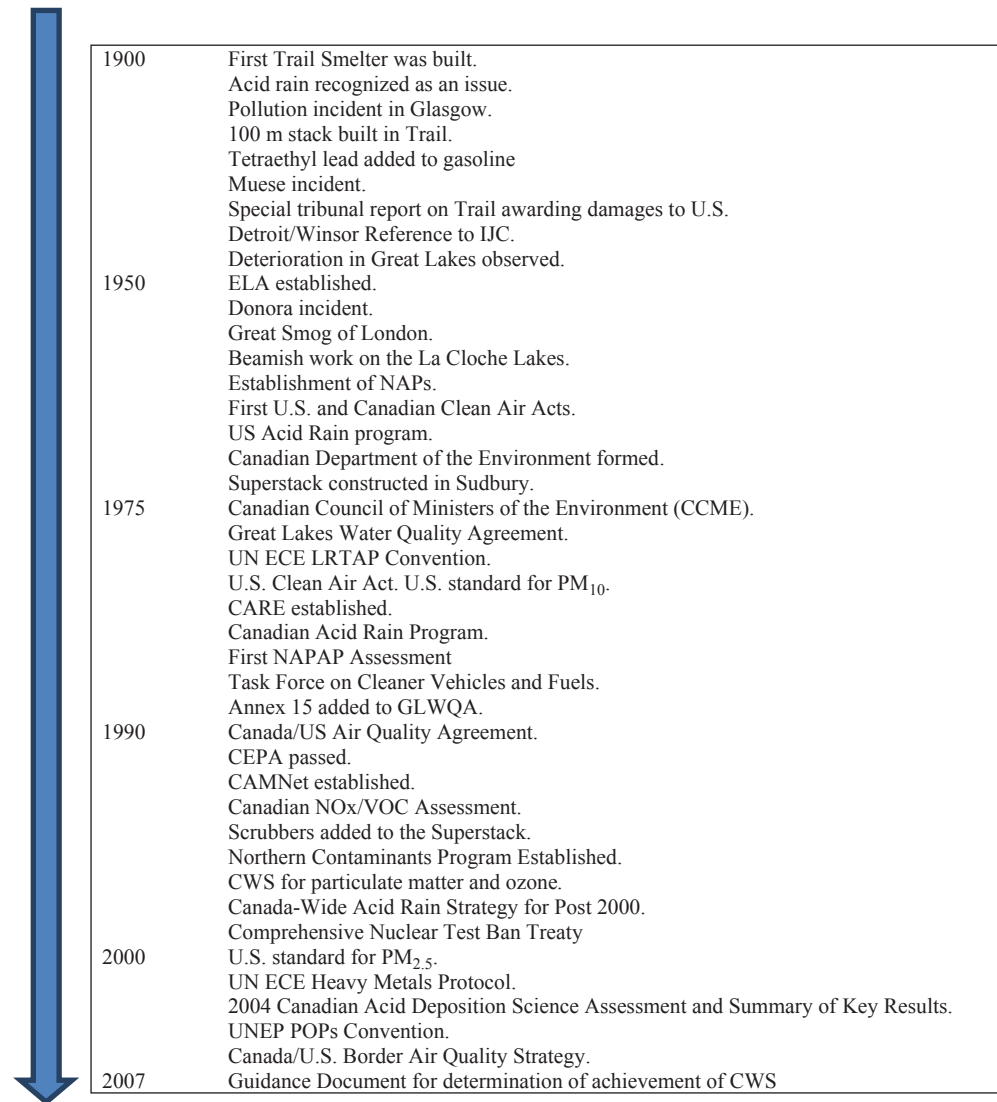 1900 First Trail Smelter was built.
Acid rain recognized as an issue.
Pollution incident in Glasgow.
100 m stack built in Trail.
Tetraethyl lead added to gasoline
Muese incident.
Special tribunal report on Trail awarding damages to U.S.
Detroit/Winsor Reference to IJC.
Deterioration in Great Lakes observed.
1950 ELA established.
Donora incident.
Great Smog of London.
Beamish work on the La Cloche Lakes.
Establishment of NAPs.
First U.S. and Canadian Clean Air Acts.
US Acid Rain program.
Canadian Department of the Environment formed.
Superstack constructed in Sudbury.
1975 Canadian Council of Ministers of the Environment (CCME).
Great Lakes Water Quality Agreement.
UN ECE LRTAP Convention.
U.S. Clean Air Act. U.S. standard for PM₁₀.
CARE established.
Canadian Acid Rain Program.
First NAPAP Assessment
Task Force on Cleaner Vehicles and Fuels.
Annex 15 added to GLWQA.
1990 Canada/US Air Quality Agreement.
CEPA passed.
CAMNet established.
Canadian NOx/VOC Assessment.
Scrubbers added to the Superstack.
Northern Contaminants Program Established.
CWS for particulate matter and ozone.
Canada-Wide Acid Rain Strategy for Post 2000.
Comprehensive Nuclear Test Ban Treaty
2000 U.S. standard for PM₂.₅.
UN ECE Heavy Metals Protocol.
2004 Canadian Acid Deposition Science Assessment and Summary of Key Results.
UNEP POPs Convention.
Canada/U.S. Border Air Quality Strategy.
2007 Guidance Document for determination of achievement of CWS